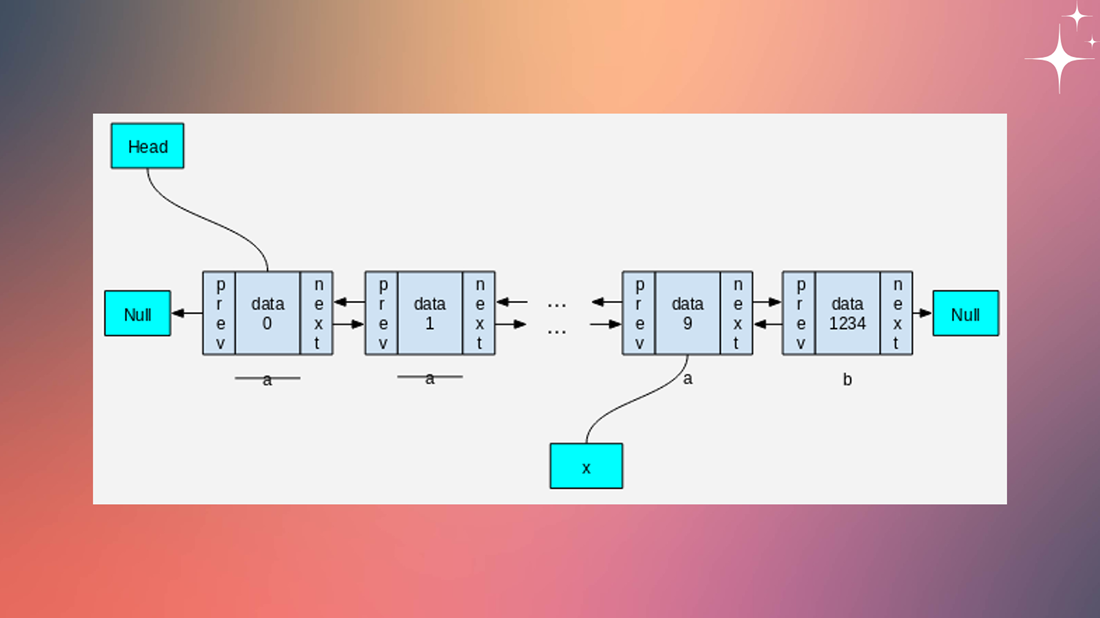 Head
Null
prev
data
0
next
prev
data
1
next
...
...
prev
data
9
next
prev
data
1234
next
Null
a
a
a
b
x